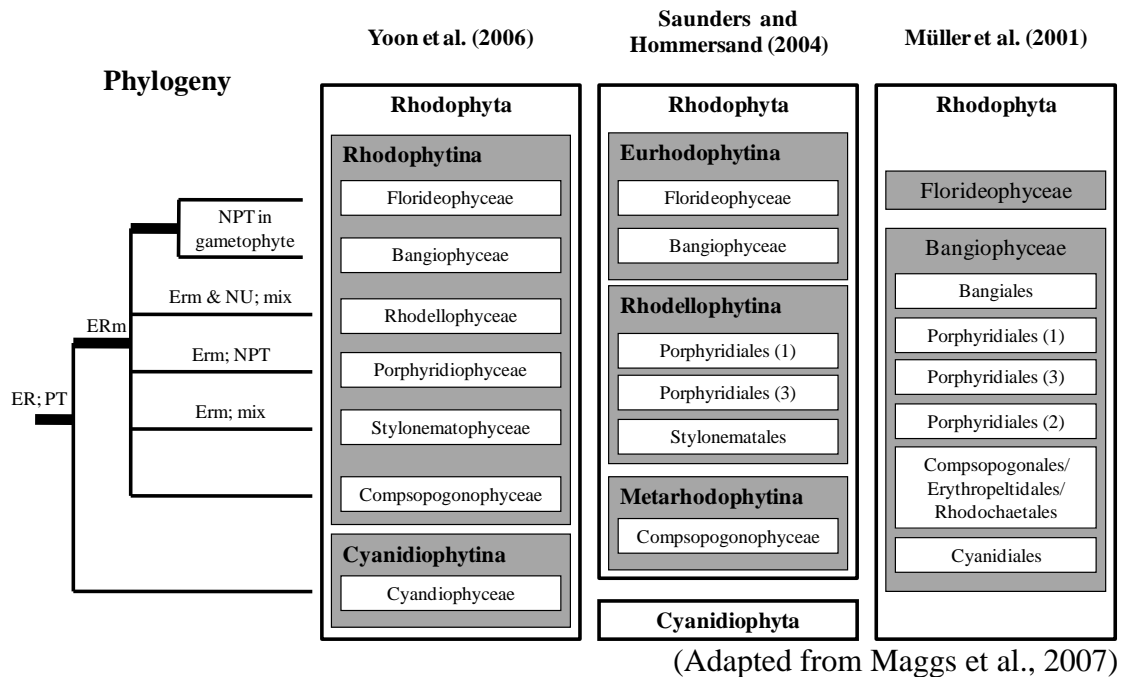 Phylogeny
NPT in
gametophyte
Erm & NU; mix
ERm
Erm; NPT
ER; PT
Erm; mix
Yoon et al. (2006)
Rhodophyta
Rhodophytina
Florideophyceae
Bangiophyceae
Rhodellophyceae
Porphyridiophyceae
Stylonematophyceae
Compsopogonophyceae
Cyanidiophytina
Cyandiophyceae
Saunders and
Hommersand (2004)
Rhodophyta
Eurhodophytina
Florideophyceae
Bangiophyceae
Rhodellophytina
Porphyridiales (1)
Porphyridiales (3)
Stylonematales
Metarhodophytina
Compsopogonophyceae
Cyanidiophyta
Müller et al. (2001)
Rhodophyta
Florideophyceae
Bangiophyceae
Bangiales
Porphyridiales (1)
Porphyridiales (3)
Porphyridiales (2)
Compsopogonales/
Erythropeltidales/
Rhodochaetales
Cyanidiales
(Adapted from Maggs et al., 2007)